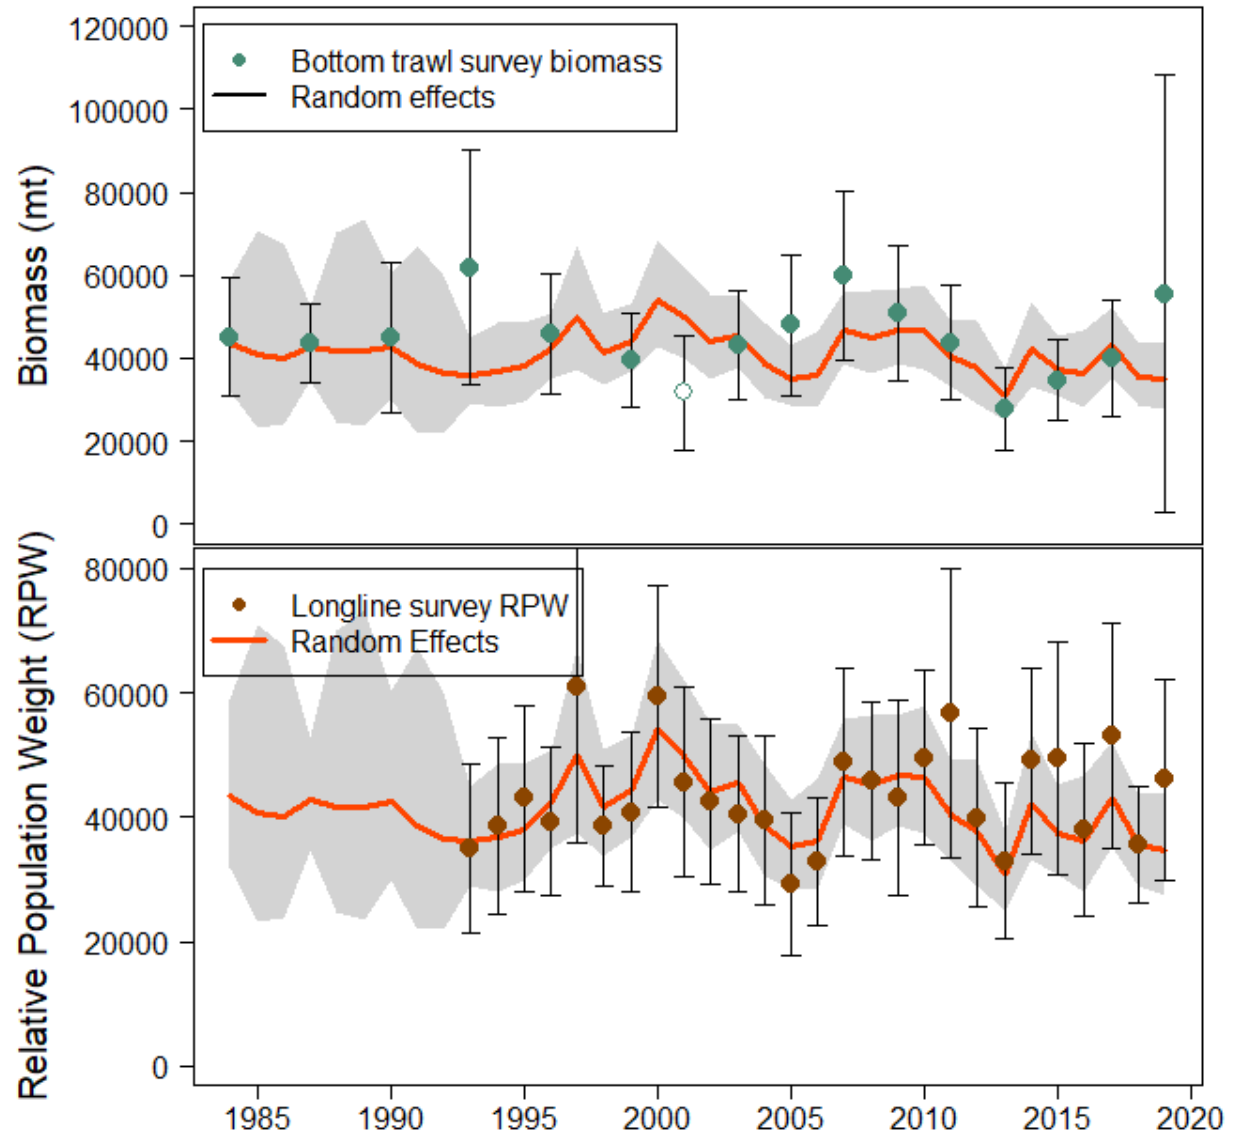 120000
100000
80000
60000
40000
20000
0
Biomass (mt)
Bottom trawl survey biomass
Random effects
80000
60000
40000
20000
0
Relative Population Weight (RPW)
Longline survey RPW
Random Effects
1985 1990 1995 2000 2005 2010 2015 2020